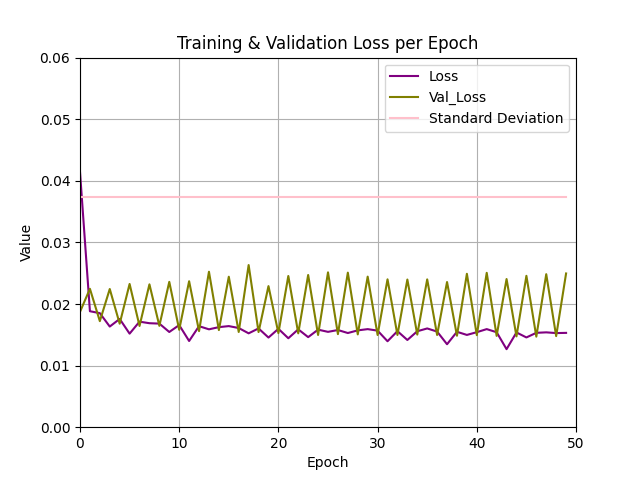 Training & Validation Loss per Epoch
Loss
Val_Loss
Standard Deviation
0.06
0.05
0.04
0.03
0.02
0.01
0.00
Value
0
10
20
30
40
50
Epoch